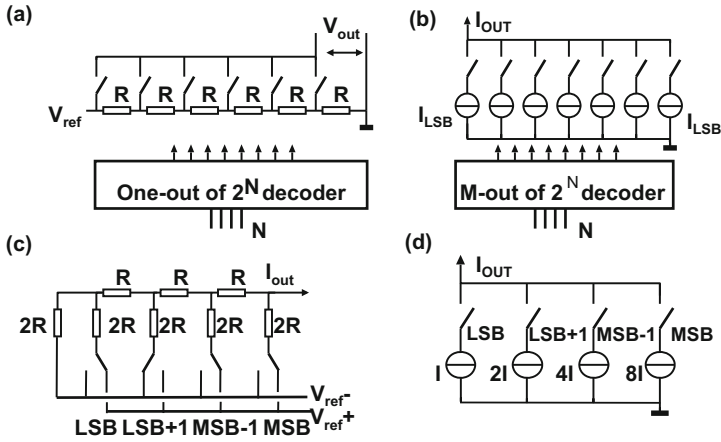 (a)
V_out
R R R R R R
V_ref
One-out of 2^N decoder
N
(b)
I_OUT
I_LSB
I_LSB
M-out of 2^N decoder
N
(c)
R R R I_out
2R 2R 2R 2R 2R
V_ref-
V_ref+
LSB LSB+1 MSB-1 MSB
(d)
I_OUT
LSB LSB+1 MSB-1 MSB
I 2I 4I 8I